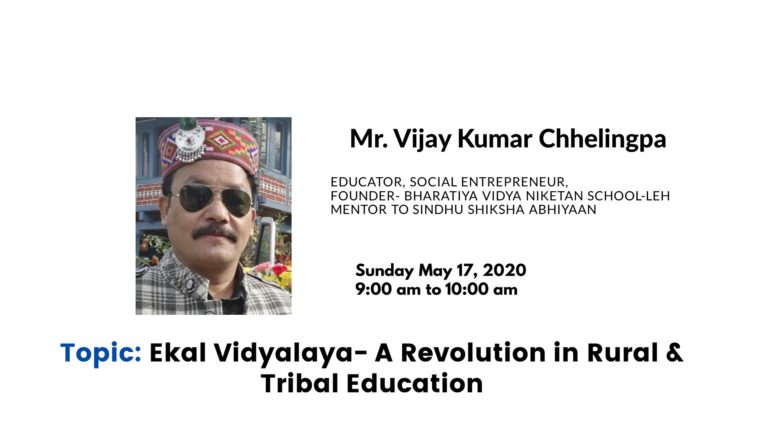 Mr. Vijay Kumar Chhelingpa
EDUCATOR, SOCIAL ENTREPRENEUR,
FOUNDER- BHARATIYA VIDYA NIKETAN SCHOOL-LEH
MENTOR TO SINDHU SHIKSHA ABHIYAAN
Sunday May 17, 2020
9:00 am to 10:00 am
Topic: Ekal Vidyalaya- A Revolution in Rural &
Tribal Education